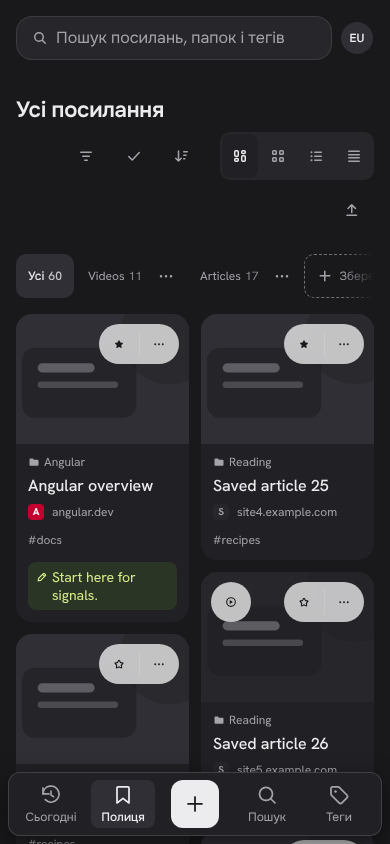 Пошук посилань, папок і тегів
EU
Усі посилання
Усі 60
Videos 11
Articles 17
Angular
Angular overview
A angular.dev
#docs
Start here for
signals.
Reading
Saved article 25
S site4.example.com
#recipes
Reading
Saved article 26
site5.example.com
#recipes
Сьогодні
Полиця
Пошук
Теги